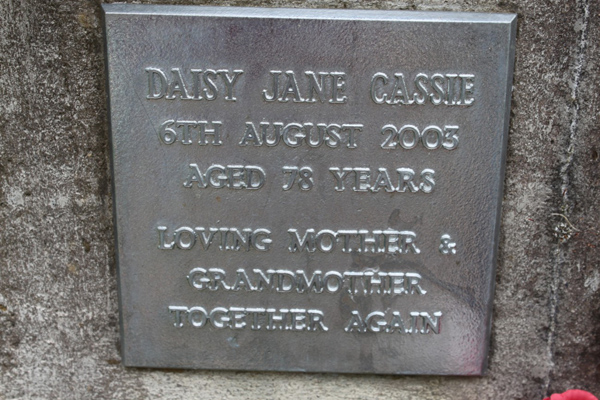 DAISY JANE CASSIE
6TH AUGUST 2003
AGED 78 YEARS
LOVING MOTHER &
GRANDMOTHER
TOGETHER AGAIN